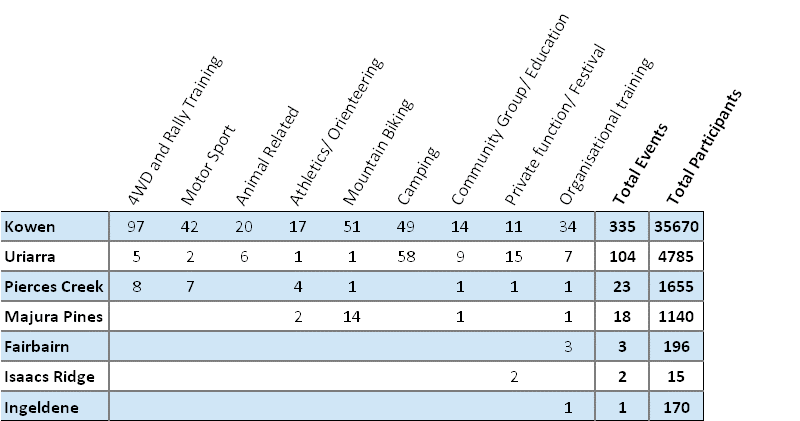 4WD and Rally Training
Motor Sport
Animal Related
Athletics/ Orienteering
Mountain Biking
Camping
Community Group/ Education
Private function/ Festival
Organisational training
Total Events
Total Participants
Kowen 97 42 20 17 51 49 14 11 34 335 35670
Uriarra 5 2 6 1 1 58 9 15 7 104 4785
Pierces Creek 8 7 4 1 1 1 1 23 1655
Majura Pines 2 14 1 1 18 1140
Fairbairn 3 3 196
Isaacs Ridge 2 2 15
Ingeldene 1 1 170